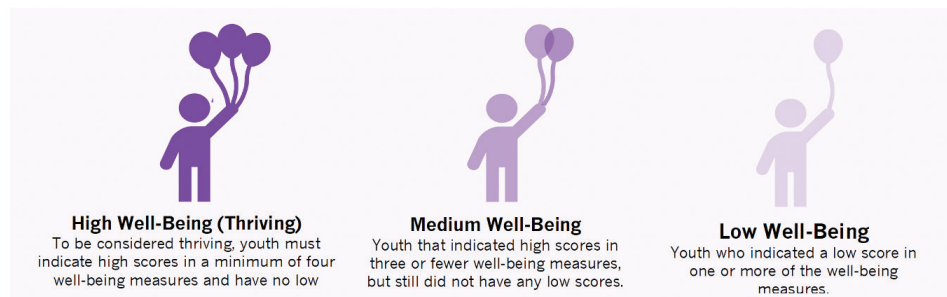 High Well-Being (Thriving)
To be considered thriving, youth must
indicate high scores in a minimum of four
well-being measures and have no low
Medium Well-Being
Youth that indicated high scores in
three or fewer well-being measures,
but still did not have any low scores.
Low Well-Being
Youth who indicated a low score in
one or more of the well-being
measures.